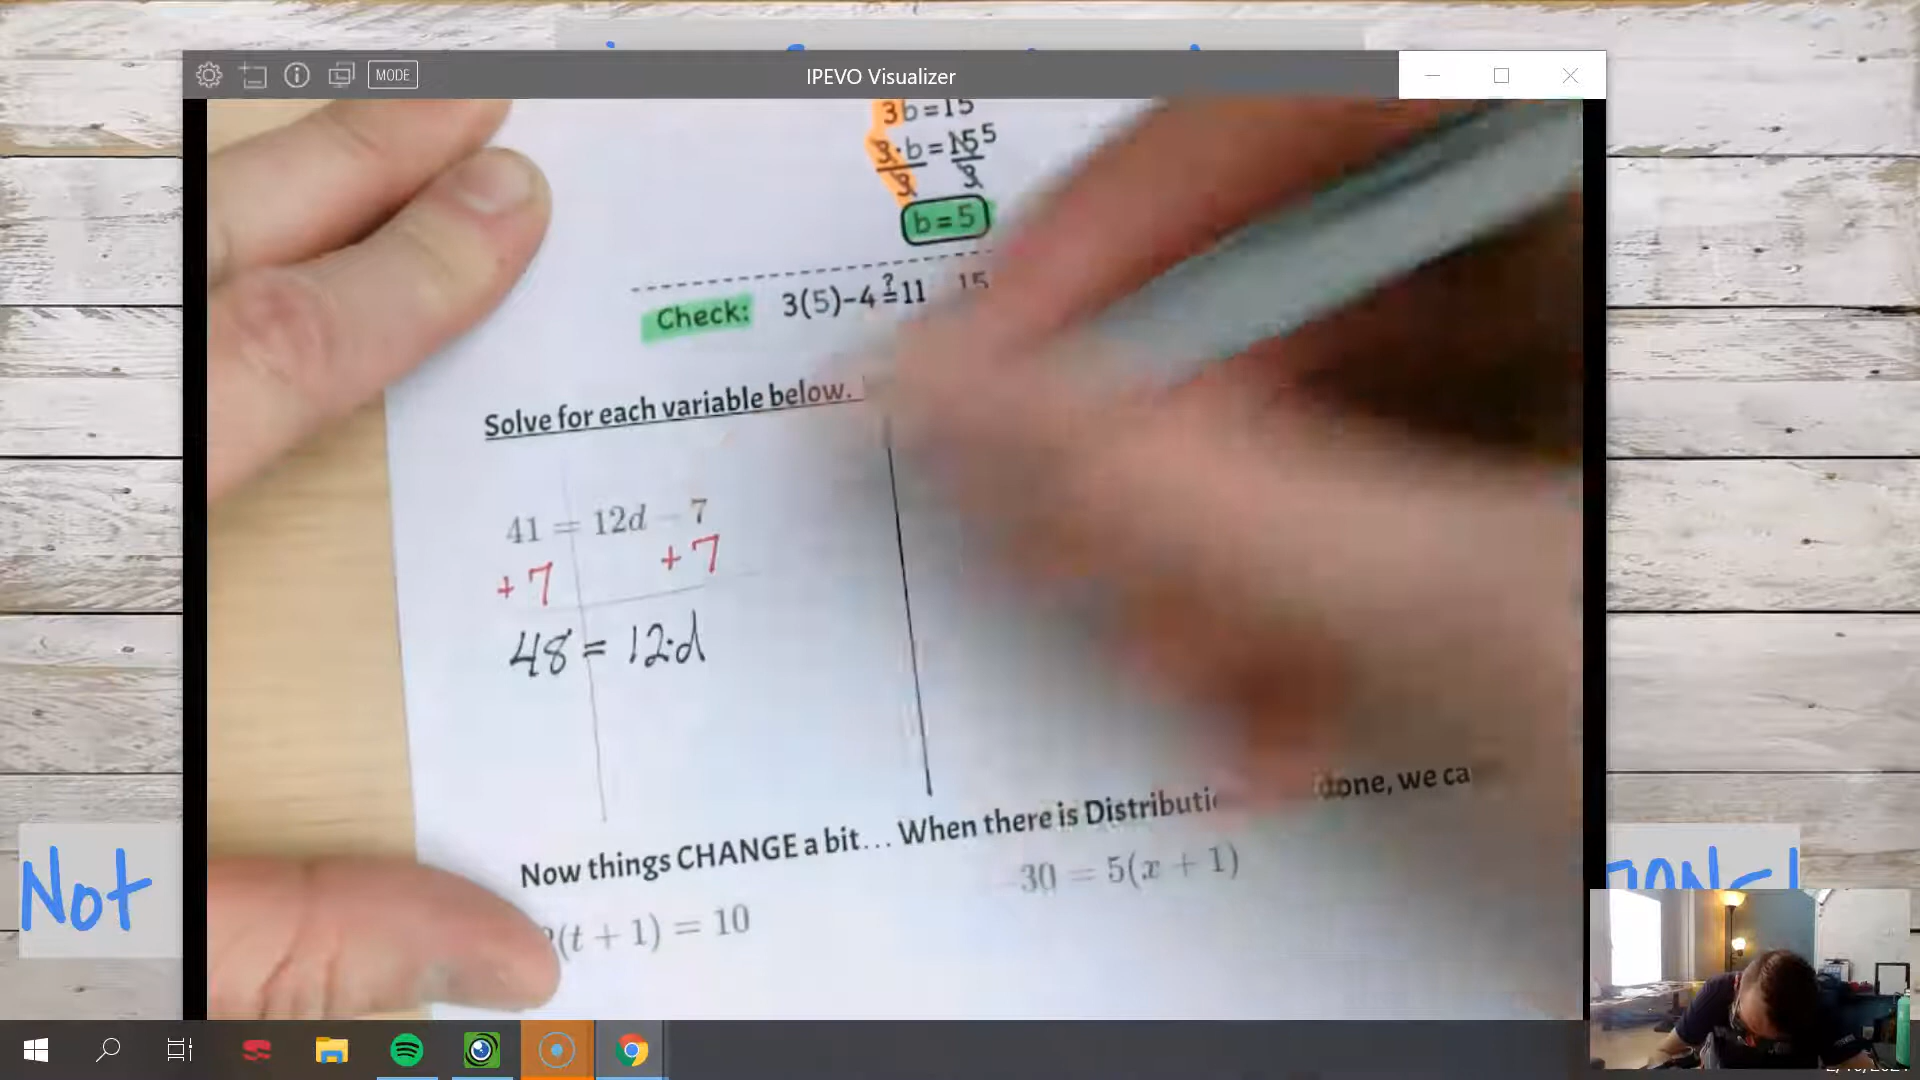 MODE
IPEVO Visualizer
3b=15
3·b=15 5
3 3
b=5
Check: 3(5)-4≟11 15
Solve for each variable below.
41 = 12d - 7
+7 +7
48 = 12·d
Now things CHANGE a bit... When there is Distributi done, we ca
30 = 5(x + 1)
(t + 1) = 10
Not